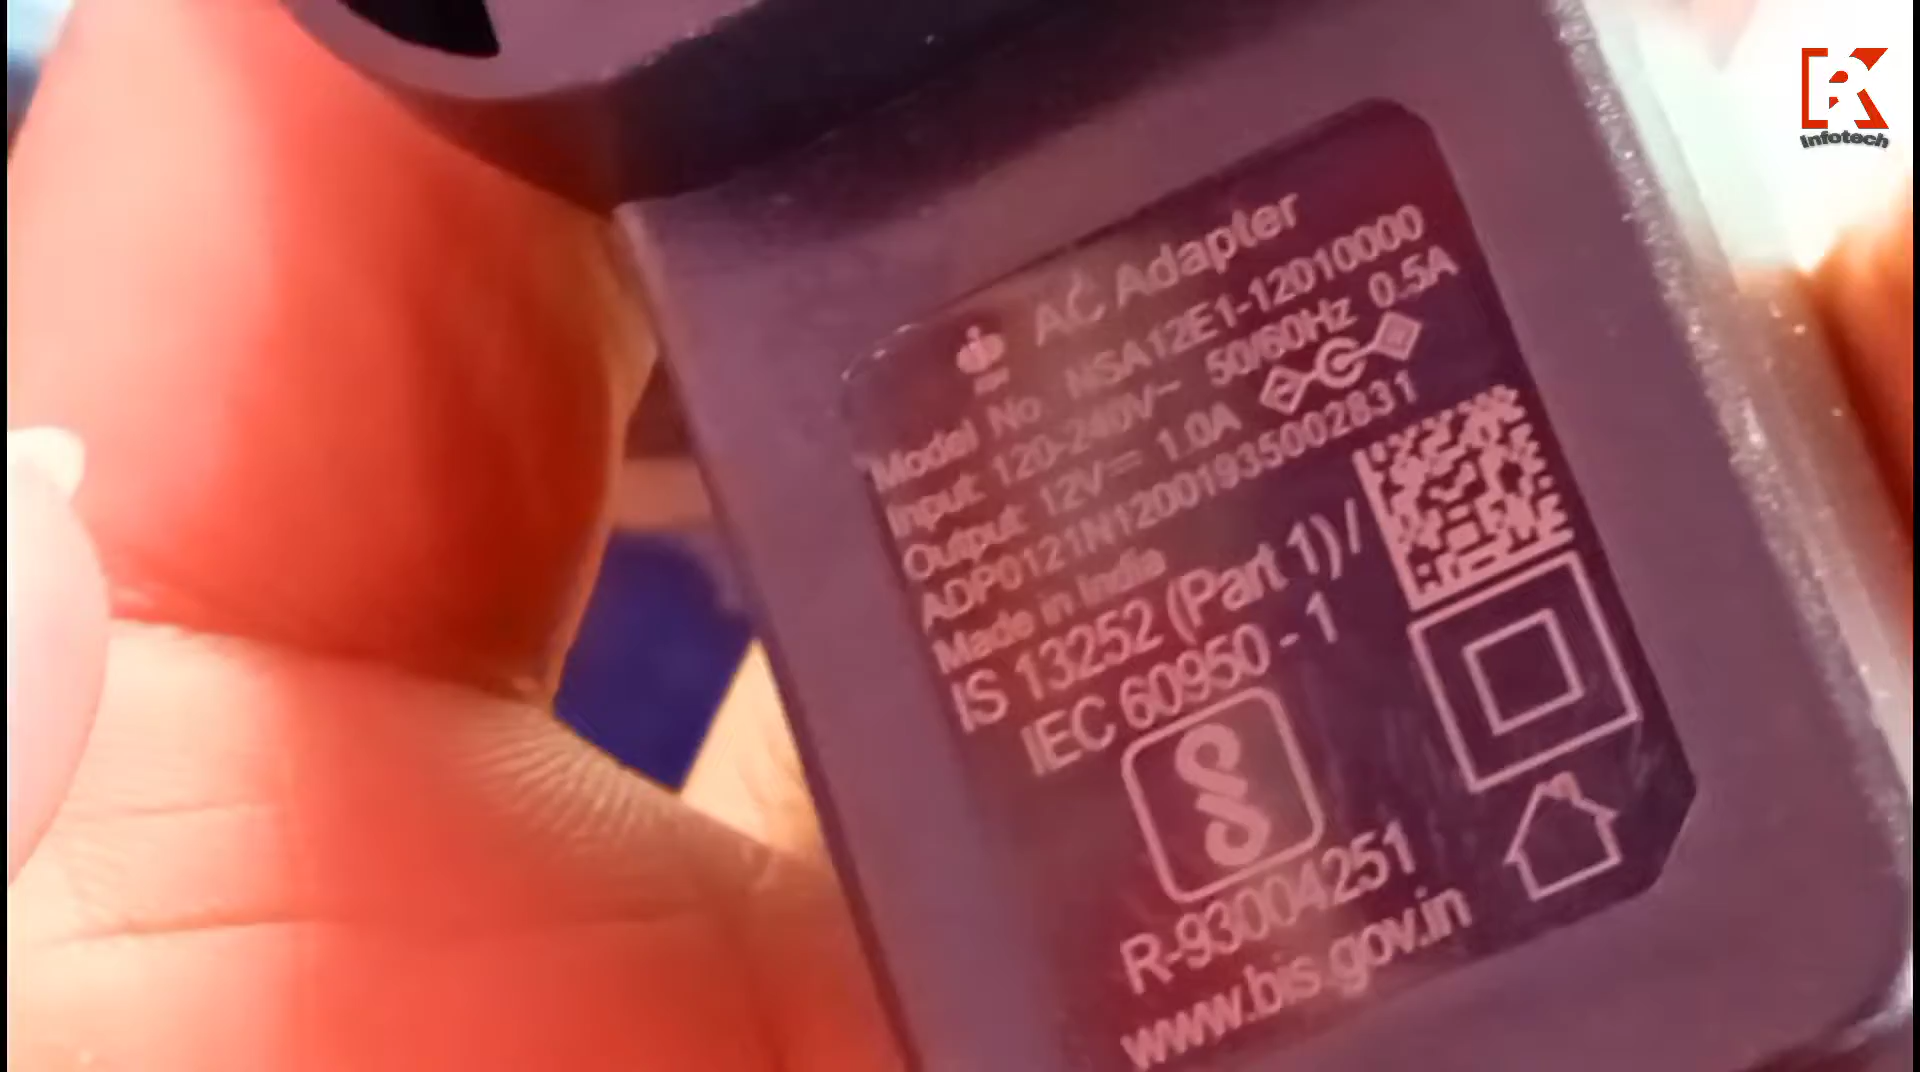 AC Adapter
Model No. NSA12E1-12010000
Input: 120-240V~ 50/60Hz 0.5A
Output: 12V⎓ 1.0A
ADP0121N12001935002831
Made in India
IS 13252 (Part 1) /
IEC 60950 - 1
R-93004251
www.bis.gov.in
RK
Infotech